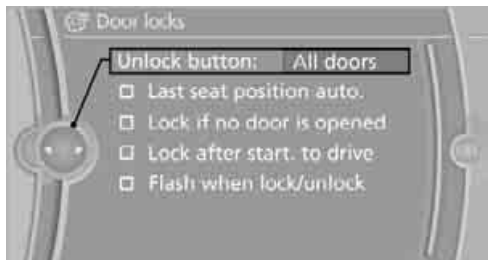 Door locks
Unlock button: All doors
Last seat position auto.
Lock if no door is opened
Lock after start. to drive
Flash when lock/unlock